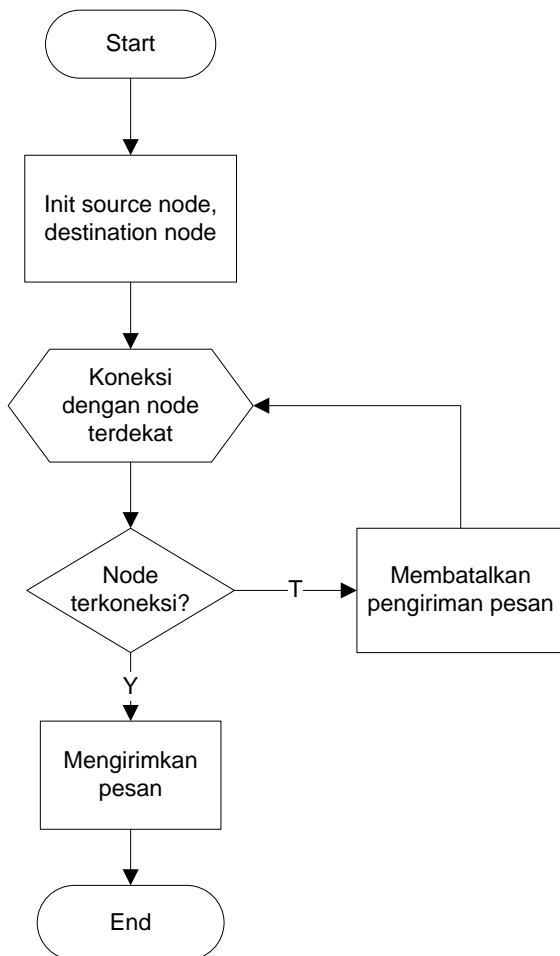 Start
Init source node,
destination node
Koneksi
dengan node
terdekat
Node
terkoneksi?
T
Membatalkan
pengiriman pesan
Y
Mengirimkan
pesan
End